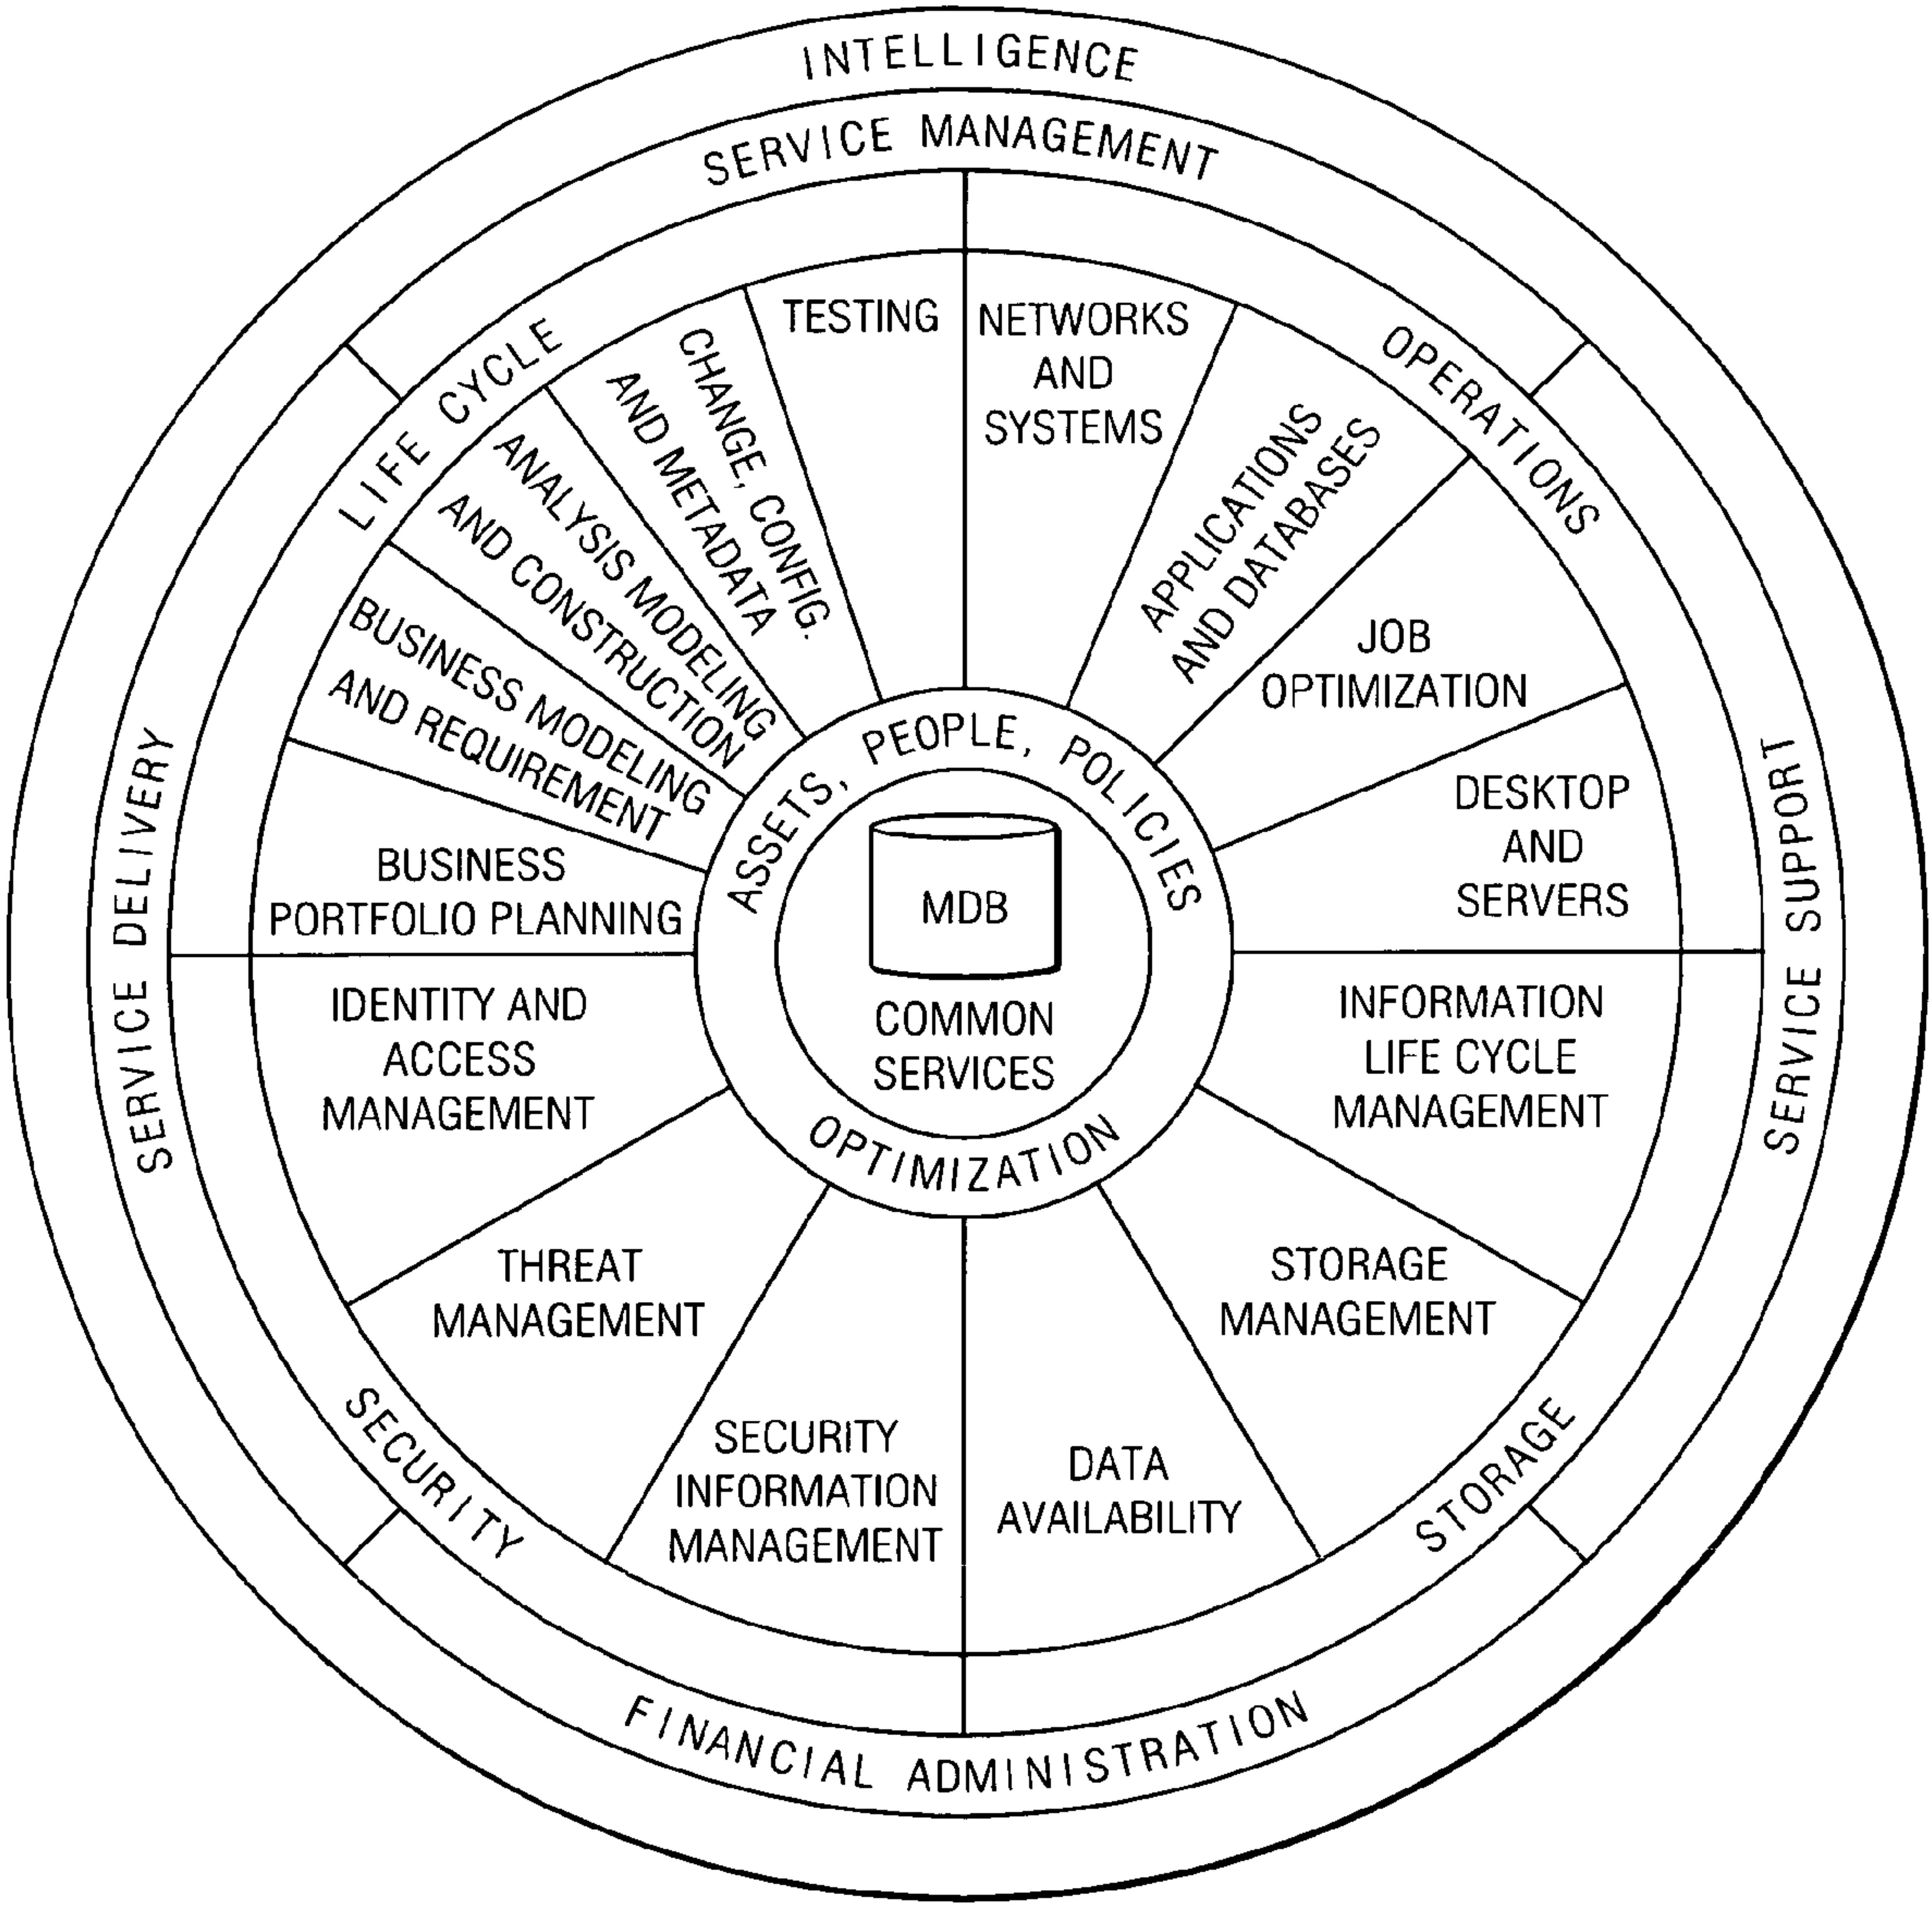 INTELLIGENCE
SERVICE MANAGEMENT
SERVICE DELIVERY
SERVICE SUPPORT
FINANCIAL ADMINISTRATION
LIFE CYCLE
OPERATIONS
SECURITY
STORAGE
TESTING
CHANGE, CONFIG.
AND METADATA
ANALYSIS MODELING
AND CONSTRUCTION
BUSINESS MODELING
AND REQUIREMENT
BUSINESS
PORTFOLIO PLANNING
NETWORKS
AND
SYSTEMS
APPLICATIONS
AND DATABASES
JOB
OPTIMIZATION
DESKTOP
AND
SERVERS
IDENTITY AND
ACCESS
MANAGEMENT
THREAT
MANAGEMENT
SECURITY
INFORMATION
MANAGEMENT
INFORMATION
LIFE CYCLE
MANAGEMENT
STORAGE
MANAGEMENT
DATA
AVAILABILITY
ASSETS, PEOPLE, POLICIES
OPTIMIZATION
MDB
COMMON
SERVICES